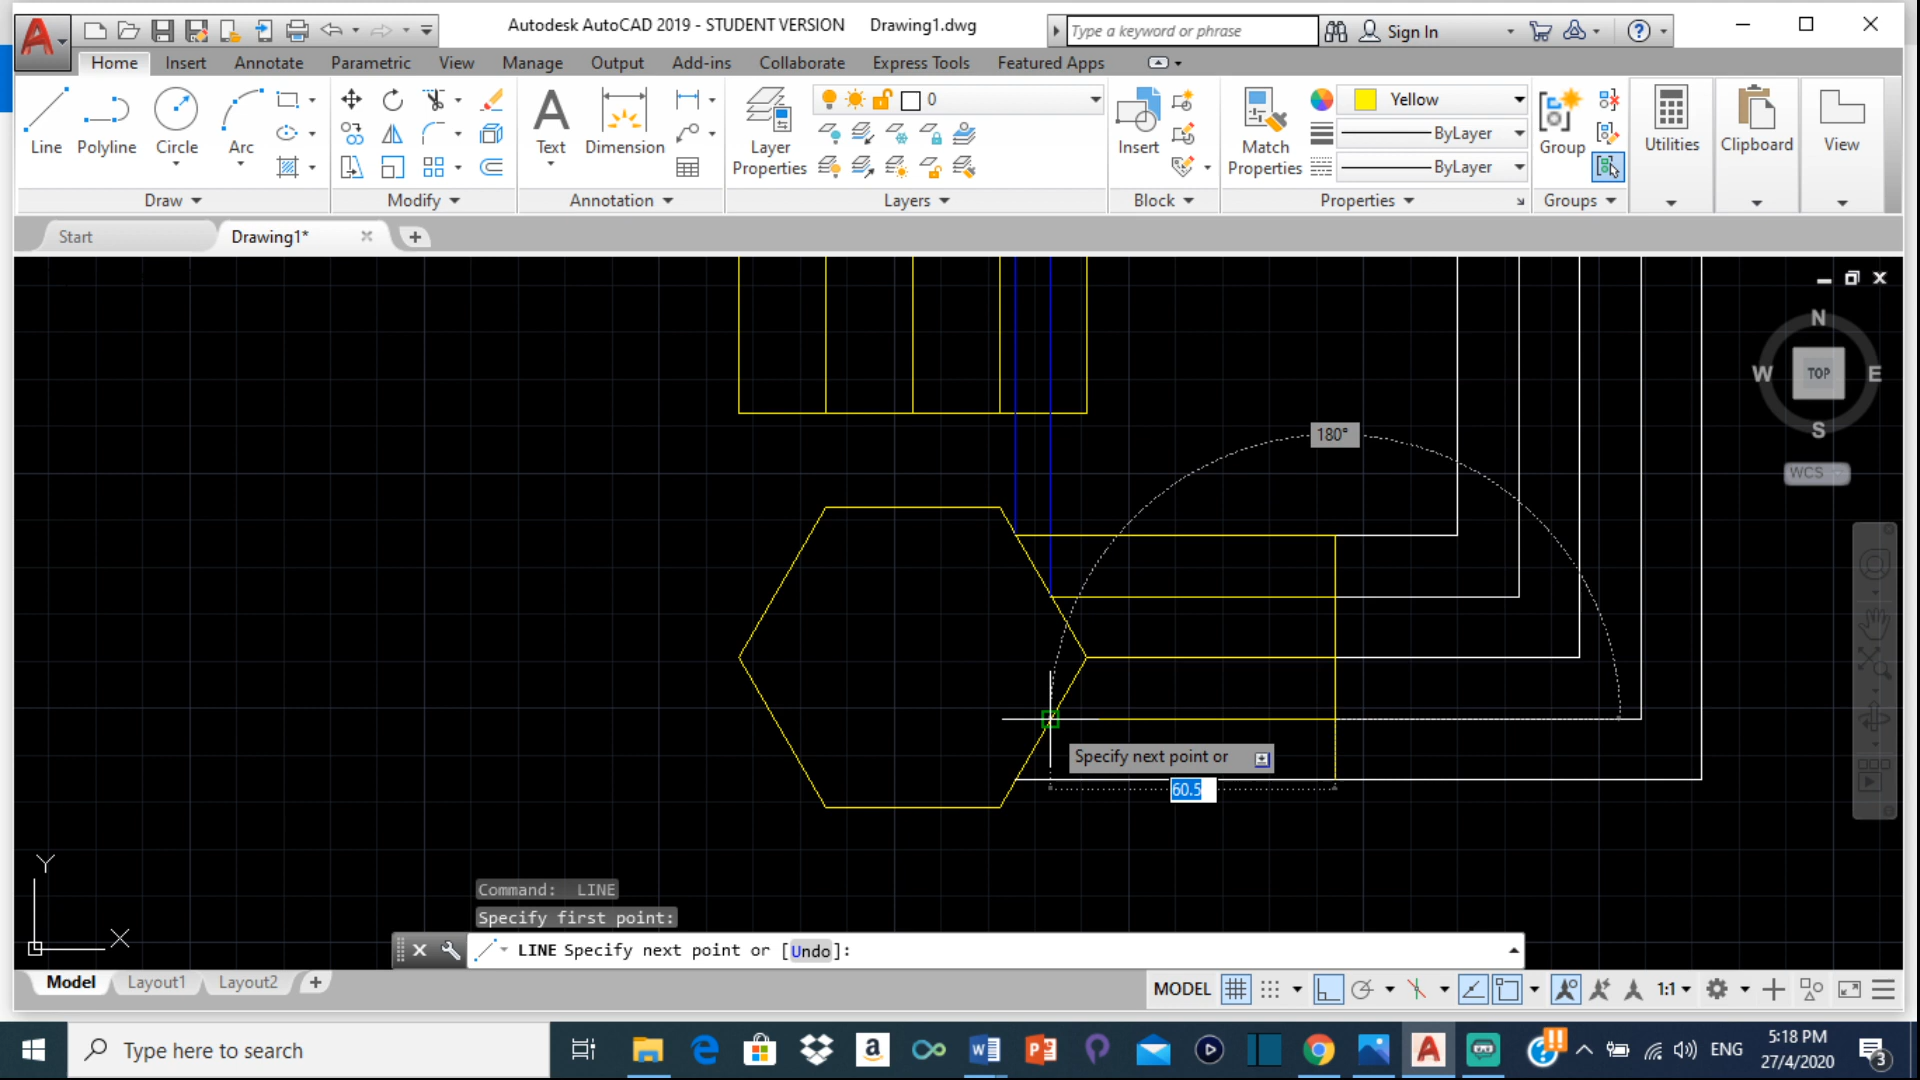 Autodesk AutoCAD 2019 - STUDENT VERSION Drawing1.dwg
Type a keyword or phrase
Sign In
Home Insert Annotate Parametric View Manage Output Add-ins Collaborate Express Tools Featured Apps
0
Yellow
ByLayer
ByLayer
Line Polyline Circle Arc
Text Dimension
Layer Properties
Insert
Match Properties
Group
Utilities
Clipboard
View
Draw
Modify
Annotation
Layers
Block
Properties
Groups
Start
Drawing1*
N
W TOP E
S
WCS
180°
Specify next point or
60.5
Y
X
Command: LINE
Specify first point:
LINE Specify next point or [Undo]:
Model Layout1 Layout2
MODEL
1:1
Type here to search
ENG
5:18 PM
27/4/2020
3